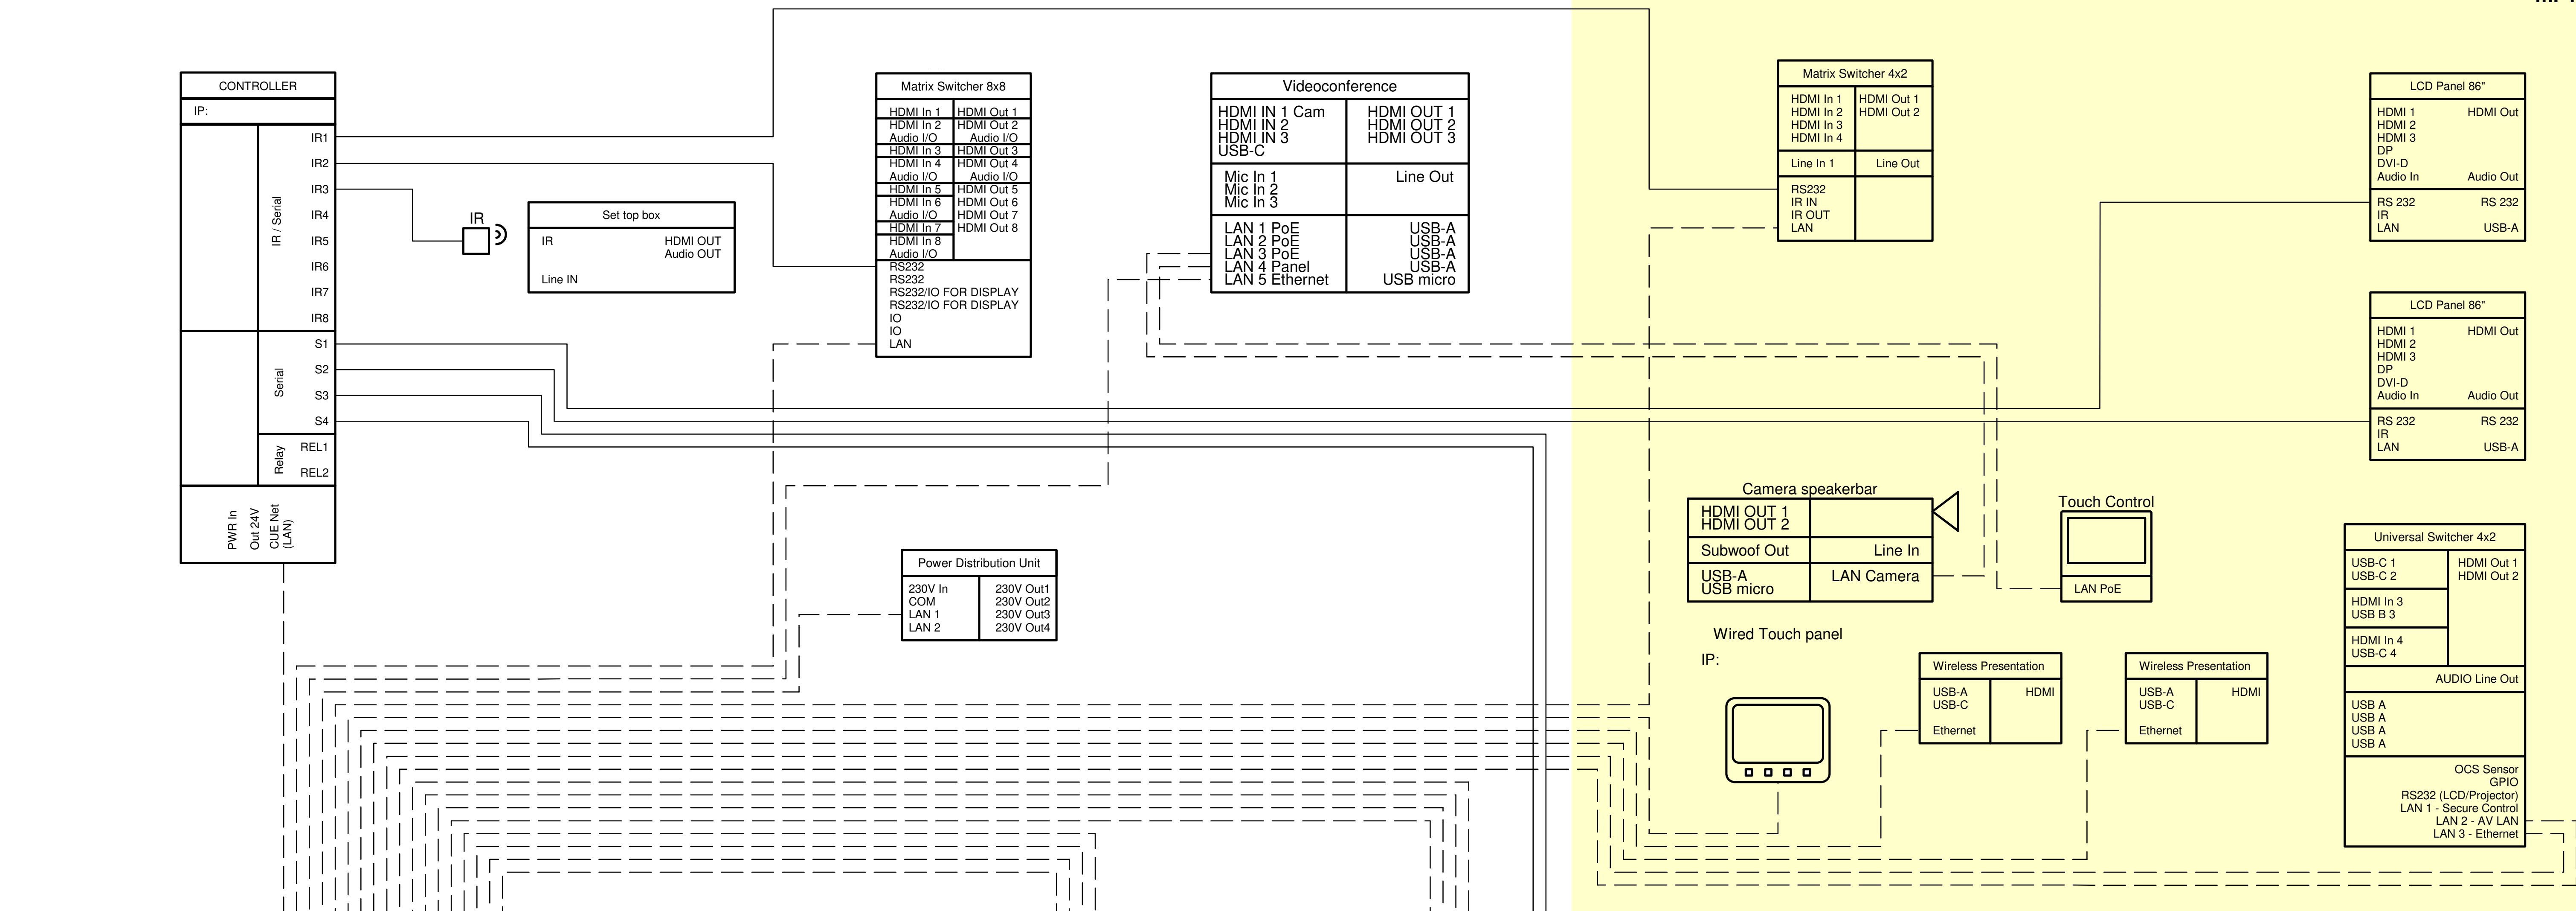 CONTROLLER
IP:
IR1
IR2
IR3
IR4
IR5
IR6
IR7
IR8
IR / Serial
S1
S2
S3
S4
Serial
REL1
REL2
Relay
PWR In
Out 24V
CUE Net
(LAN)
IR
Set top box
IR HDMI OUT
Audio OUT
Line IN
Matrix Switcher 8x8
HDMI In 1 HDMI Out 1
HDMI In 2 HDMI Out 2
Audio I/O Audio I/O
HDMI In 3 HDMI Out 3
HDMI In 4 HDMI Out 4
Audio I/O Audio I/O
HDMI In 5 HDMI Out 5
HDMI In 6 HDMI Out 6
Audio I/O HDMI Out 7
HDMI In 7 HDMI Out 8
HDMI In 8
Audio I/O
RS232
RS232
RS232/IO FOR DISPLAY
RS232/IO FOR DISPLAY
IO
IO
LAN
Videoconference
HDMI IN 1 Cam HDMI OUT 1
HDMI IN 2 HDMI OUT 2
HDMI IN 3 HDMI OUT 3
USB-C
Mic In 1 Line Out
Mic In 2
Mic In 3
LAN 1 PoE USB-A
LAN 2 PoE USB-A
LAN 3 PoE USB-A
LAN 4 Panel USB-A
LAN 5 Ethernet USB micro
Power Distribution Unit
230V In 230V Out1
COM 230V Out2
LAN 1 230V Out3
LAN 2 230V Out4
Matrix Switcher 4x2
HDMI In 1 HDMI Out 1
HDMI In 2 HDMI Out 2
HDMI In 3
HDMI In 4
Line In 1 Line Out
RS232
IR IN
IR OUT
LAN
LCD Panel 86"
HDMI 1 HDMI Out
HDMI 2
HDMI 3
DP
DVI-D
Audio In Audio Out
RS 232 RS 232
IR
LAN USB-A
LCD Panel 86"
HDMI 1 HDMI Out
HDMI 2
HDMI 3
DP
DVI-D
Audio In Audio Out
RS 232 RS 232
IR
LAN USB-A
Camera speakerbar
HDMI OUT 1
HDMI OUT 2
Subwoof Out Line In
USB-A LAN Camera
USB micro
Touch Control
LAN PoE
Wired Touch panel
IP:
Wireless Presentation
USB-A HDMI
USB-C
Ethernet
Wireless Presentation
USB-A HDMI
USB-C
Ethernet
Universal Switcher 4x2
USB-C 1 HDMI Out 1
USB-C 2 HDMI Out 2
HDMI In 3
USB B 3
HDMI In 4
USB-C 4
AUDIO Line Out
USB A
USB A
USB A
USB A
OCS Sensor
GPIO
RS232 (LCD/Projector)
LAN 1 - Secure Control
LAN 2 - AV LAN
LAN 3 - Ethernet